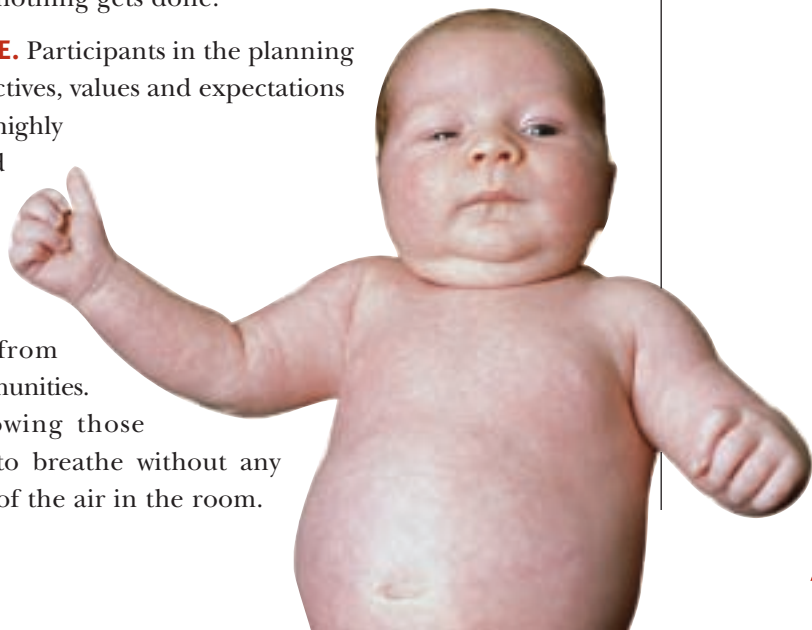 nothing gets done.
E. Participants in the planning
ctives, values and expectations
highly
d
from
munities.
owing those
to breathe without any
of the air in the room.